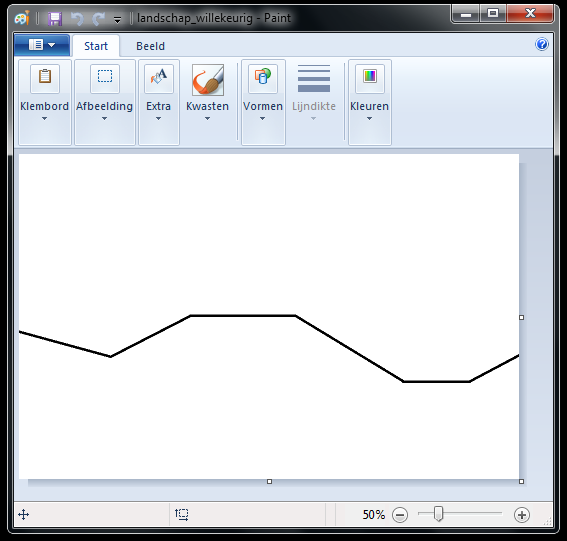 landschap_willekeurig - Paint
Start Beeld
Klembord Afbeelding Extra Kwasten Vormen Lijndikte Kleuren
50%